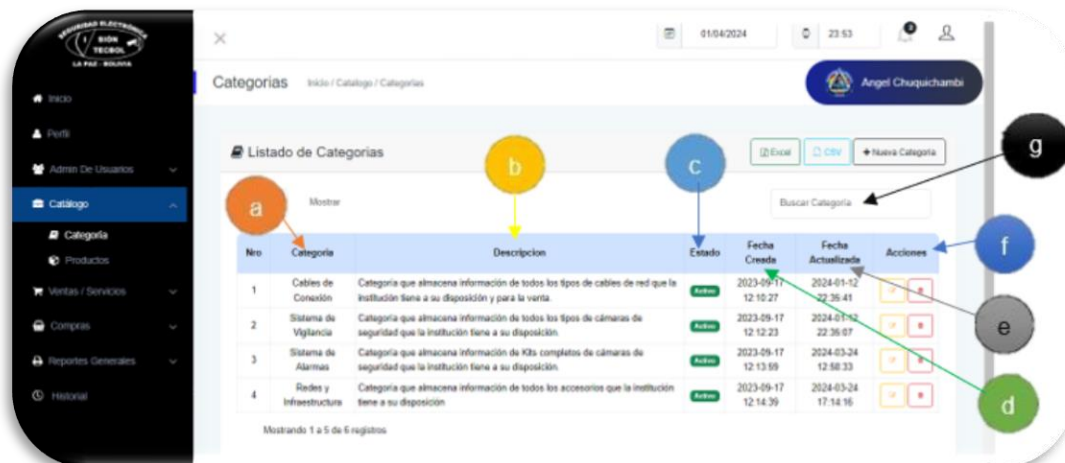 SEGURIDAD ELECTRÓNICA
SIÓN
TECBOL
LA PAZ - BOLIVIA
Inicio
Perfil
Admin De Usuarios
Catálogo
Categoria
Productos
Ventas / Servicios
Compras
Reportes Generales
Historial
×
01/04/2024
23:53
Categorias
Inicio / Catalogo / Categorias
Angel Chuquichambi
Listado de Categorias
Excel
CSV
+ Nueva Categoria
Mostrar
Buscar Categoria
a
b
c
g
f
e
d
Nro Categoria Descripcion Estado Fecha Creada Fecha Actualizada Acciones
1 Cables de Conexión Categoria que almacena información de todos los tipos de cables de red que la institución tiene a su disposición y para la venta. Activo 2023-09-17 12:10:27 2024-01-12 22:35:41
2 Sistema de Vigilancia Categoria que almacena información de todos los tipos de cámaras de seguridad que la institución tiene a su disposición. Activo 2023-09-17 12:12:23 2024-01-12 22:35:07
3 Sistema de Alarmas Categoria que almacena información de Kits completos de cámaras de seguridad que la institución tiene a su disposición. Activo 2023-09-17 12:13:59 2024-03-24 12:58:33
4 Redes y Infraestructura Categoria que almacena información de todos los accesorios que la institución tiene a su disposición Activo 2023-09-17 12:14:39 2024-03-24 17:14:16
Mostrando 1 a 5 de 6 registros